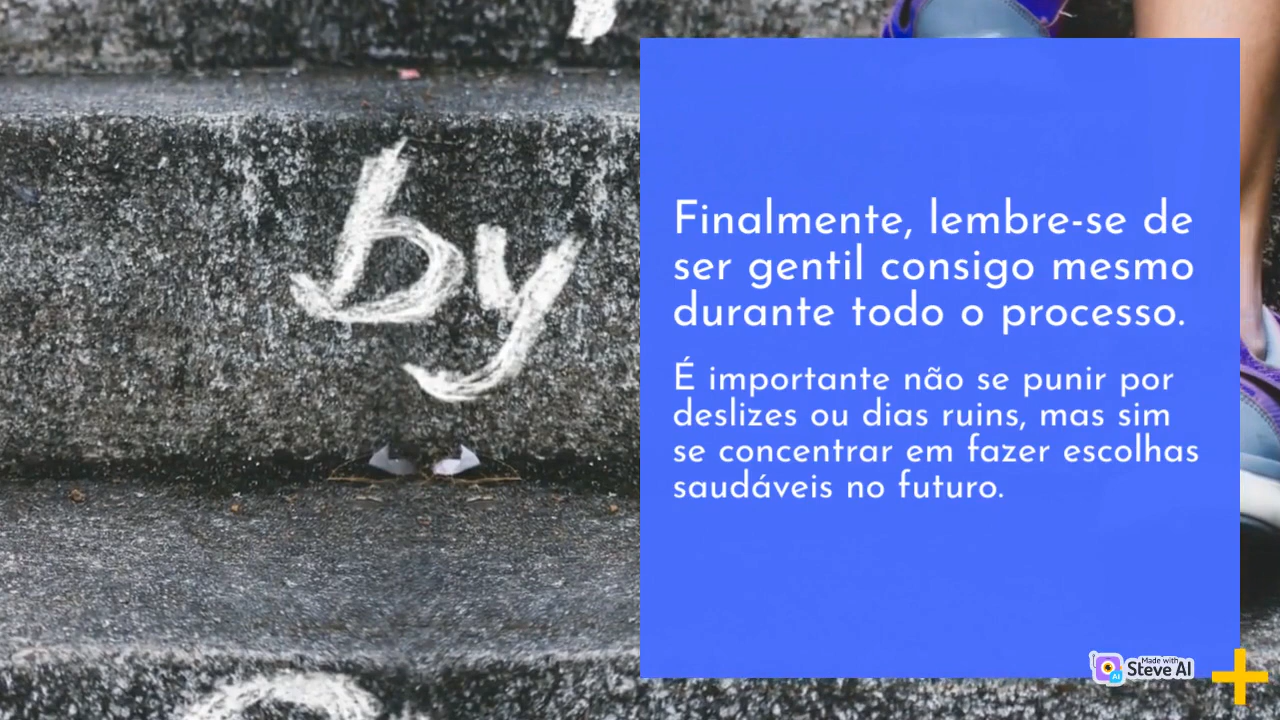 by
Finalmente, lembre-se de
ser gentil consigo mesmo
durante todo o processo.
É importante não se punir por
deslizes ou dias ruins, mas sim
se concentrar em fazer escolhas
saudáveis no futuro.
Made with
Steve AI